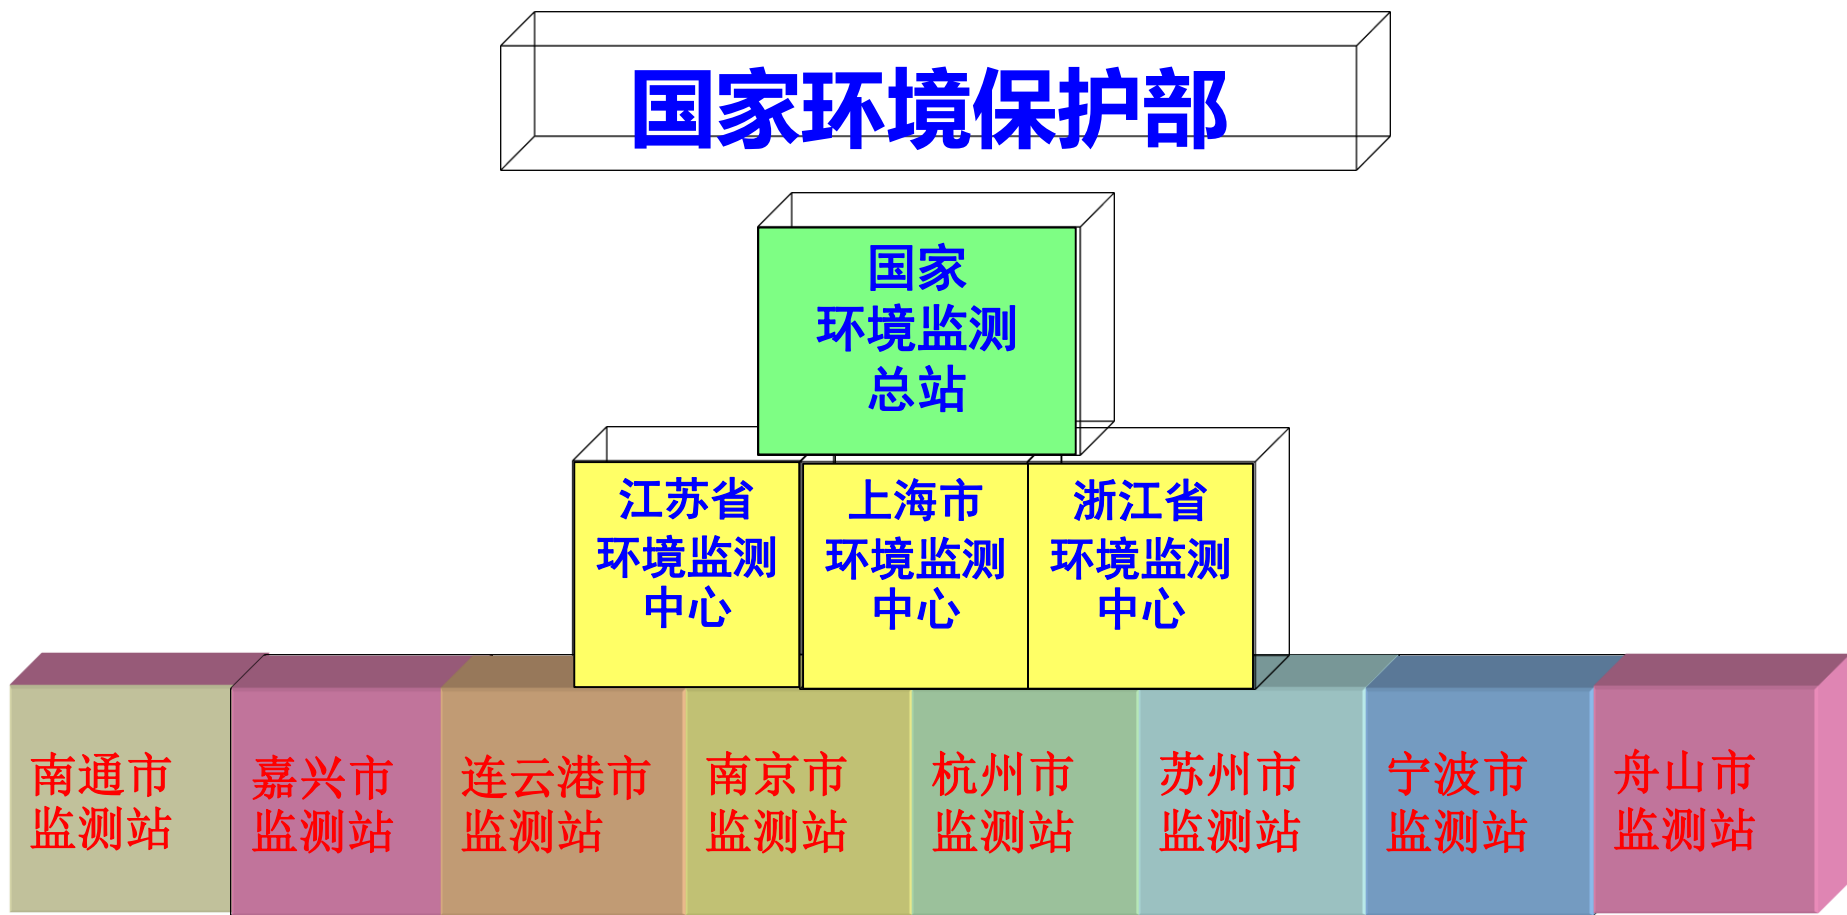 国家环境保护部
国家
环境监测
总站
江苏省
环境监测
中心
上海市
环境监测
中心
浙江省
环境监测
中心
南通市
监测站
嘉兴市
监测站
连云港市
监测站
南京市
监测站
杭州市
监测站
苏州市
监测站
宁波市
监测站
舟山市
监测站